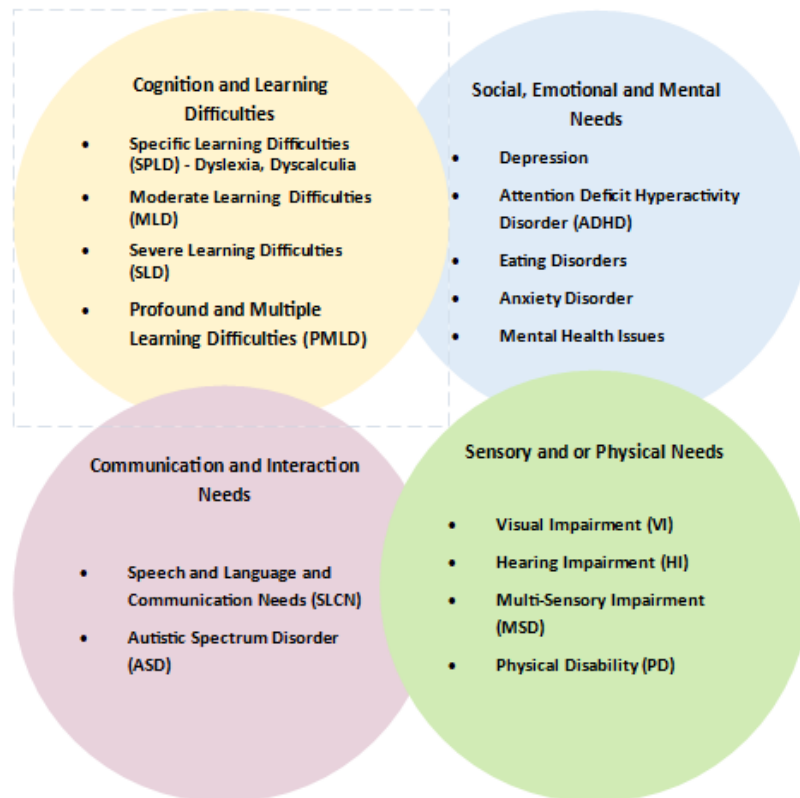 Cognition and Learning
Difficulties
• Specific Learning Difficulties
(SPLD) - Dyslexia, Dyscalculia
• Moderate Learning Difficulties
(MLD)
• Severe Learning Difficulties
(SLD)
• Profound and Multiple
Learning Difficulties (PMLD)
Social, Emotional and Mental
Needs
• Depression
• Attention Deficit Hyperactivity
Disorder (ADHD)
• Eating Disorders
• Anxiety Disorder
• Mental Health Issues
Communication and Interaction
Needs
• Speech and Language and
Communication Needs (SLCN)
• Autistic Spectrum Disorder
(ASD)
Sensory and or Physical Needs
• Visual Impairment (VI)
• Hearing Impairment (HI)
• Multi-Sensory Impairment
(MSD)
• Physical Disability (PD)